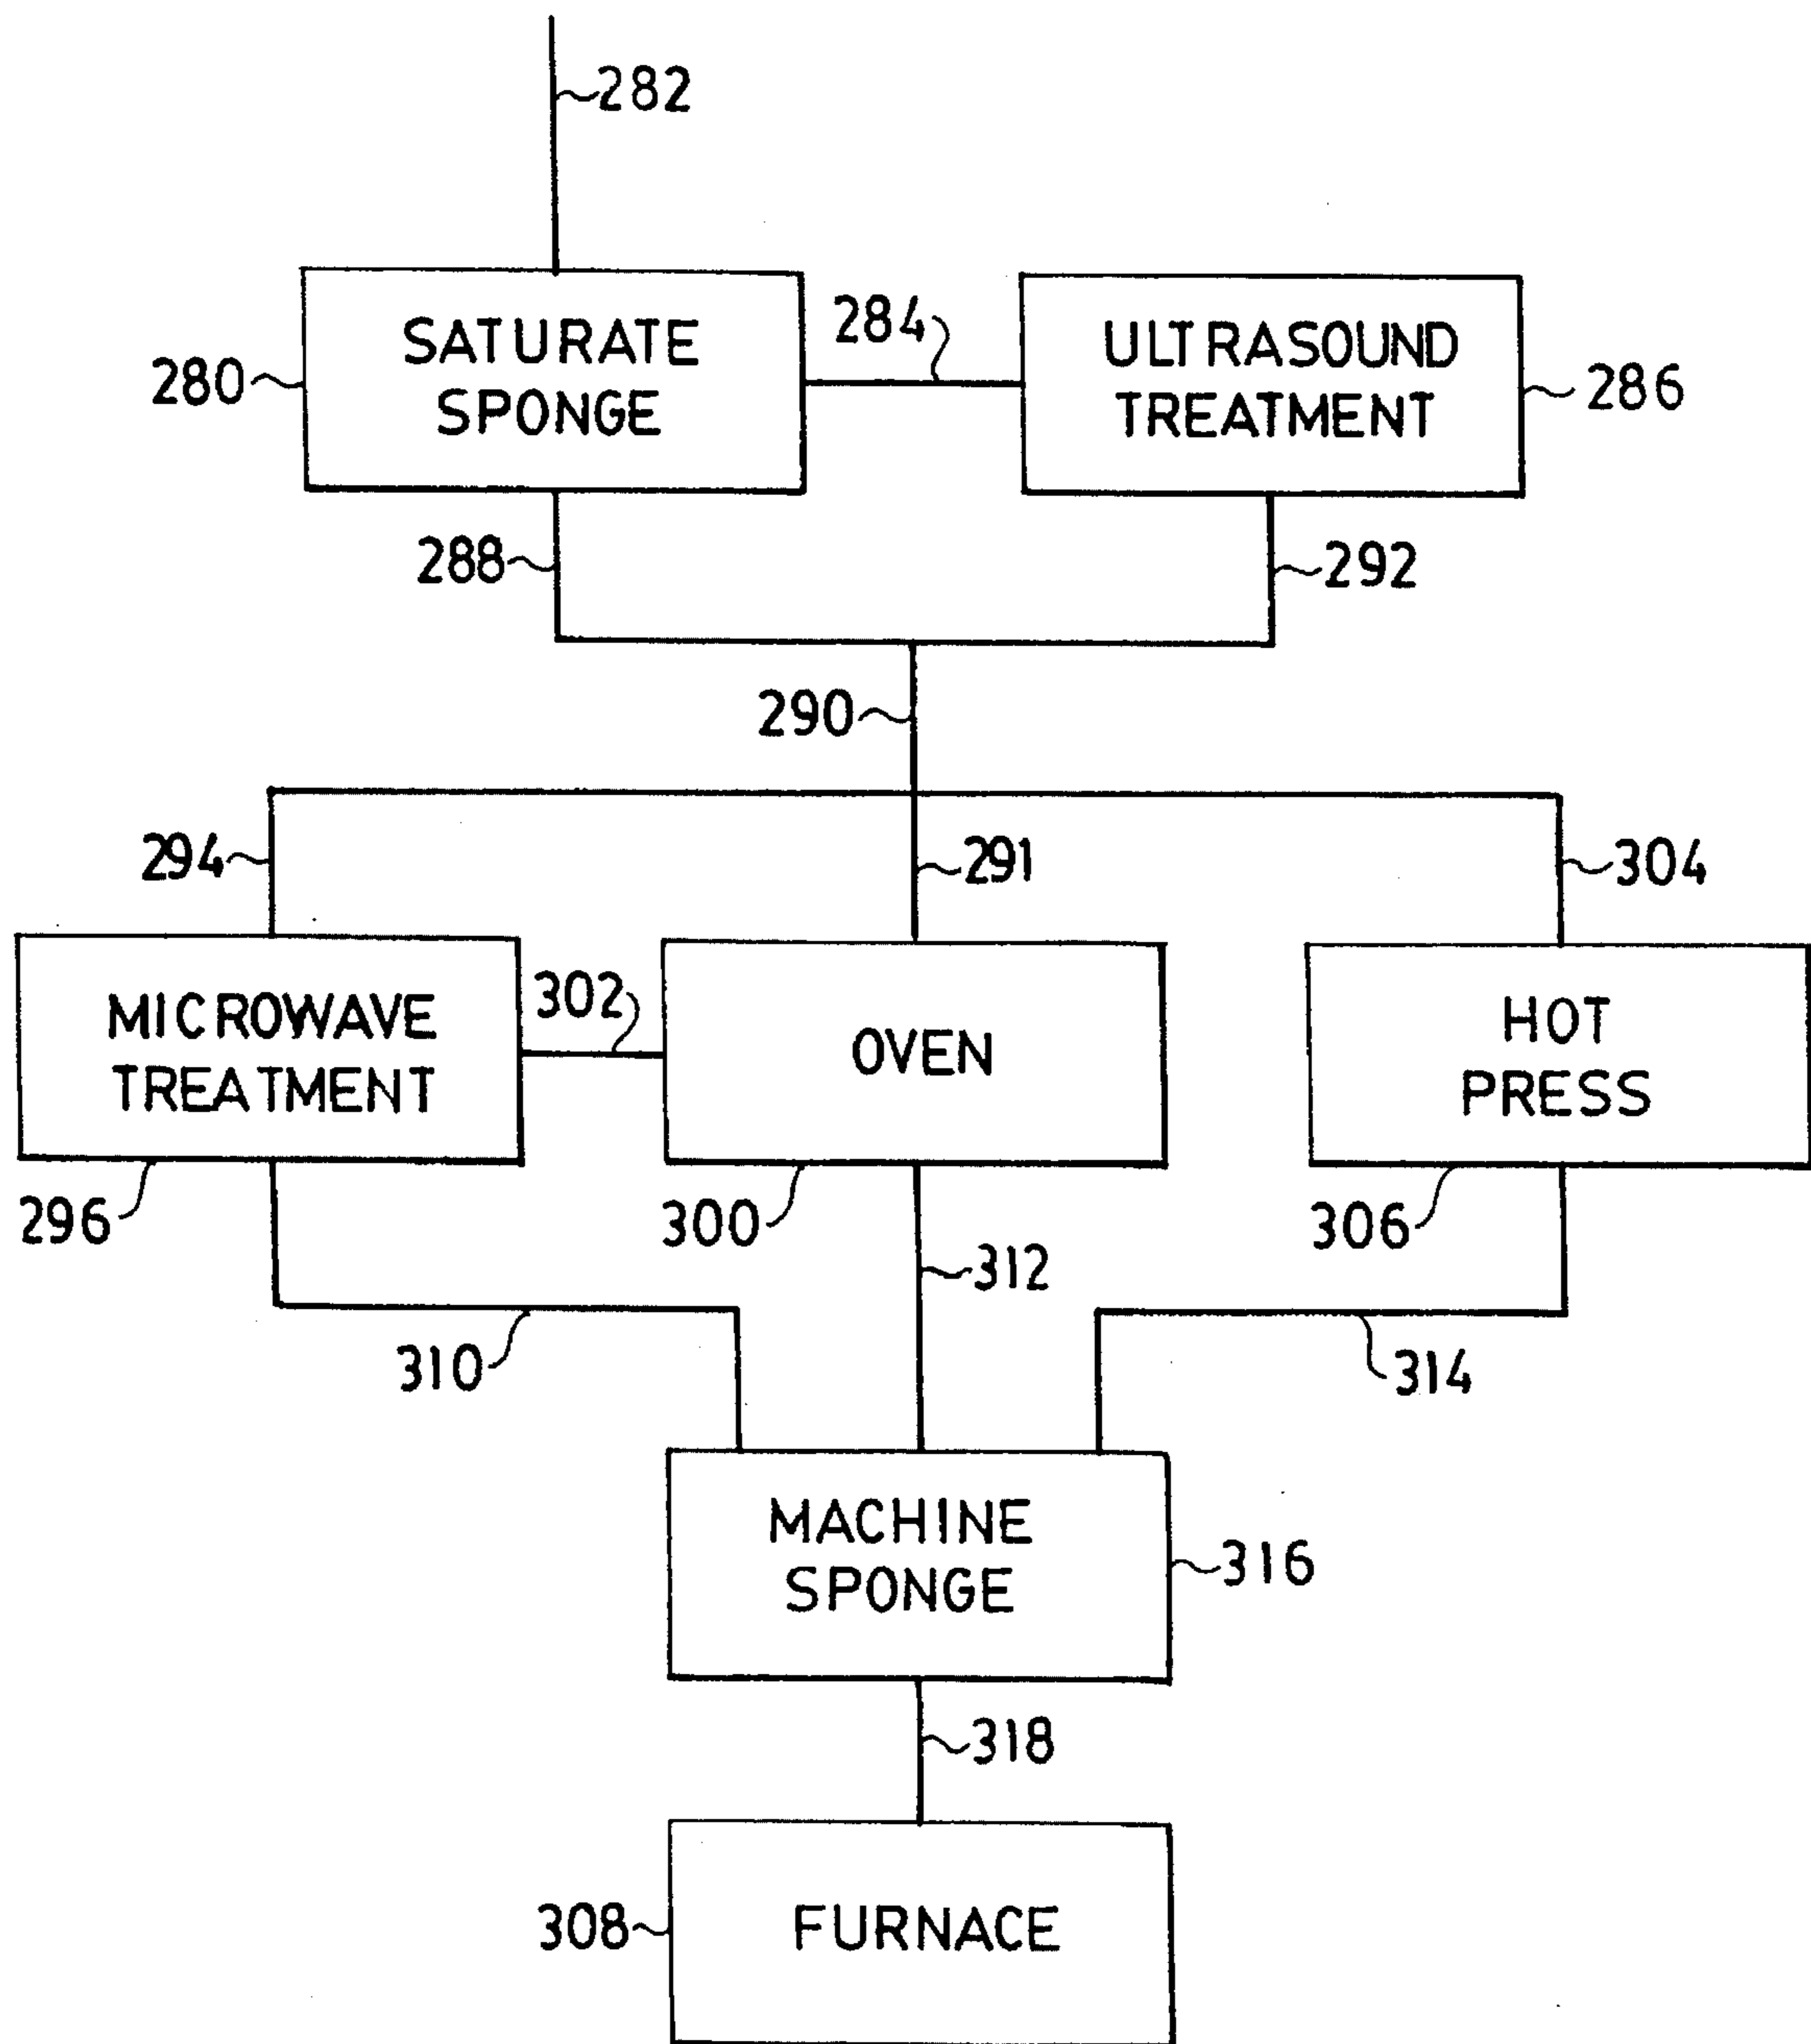 282
SATURATE
SPONGE
280
284
ULTRASOUND
TREATMENT
286
288
292
290
294
291
304
MICROWAVE
TREATMENT
296
302
OVEN
300
HOT
PRESS
306
310
312
314
MACHINE
SPONGE
316
318
308
FURNACE